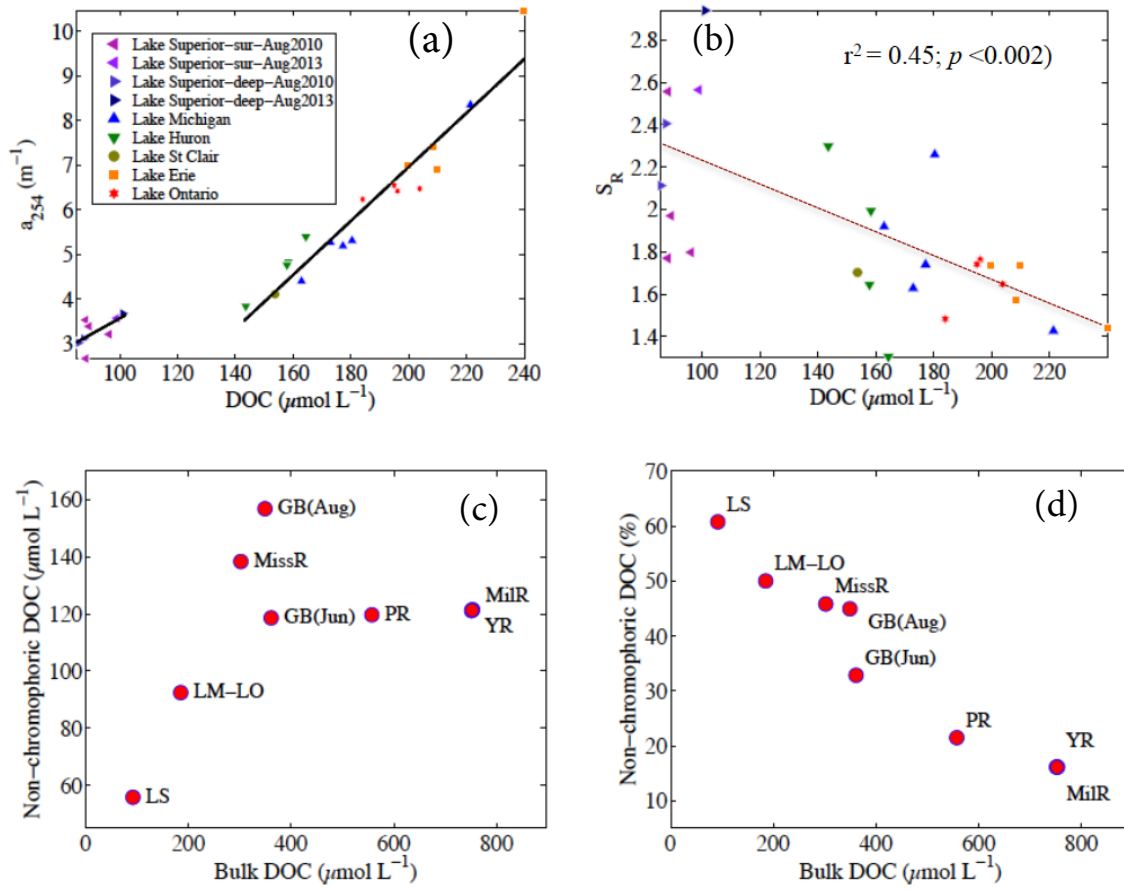 (a)
10
9
8
7
6
5
4
3
a254 (m−1)
Lake Superior−sur−Aug2010
Lake Superior−sur−Aug2013
Lake Superior−deep−Aug2010
Lake Superior−deep−Aug2013
Lake Michigan
Lake Huron
Lake St Clair
Lake Erie
Lake Ontario
100 120 140 160 180 200 220 240
DOC (μmol L−1)
(b)
r2 = 0.45; p <0.002)
2.8
2.6
2.4
2.2
2
1.8
1.6
1.4
SR
100 120 140 160 180 200 220
DOC (μmol L−1)
(c)
160
140
120
100
80
60
Non−chromophoric DOC (μmol L−1)
GB(Aug)
MissR
GB(Jun)
PR
MilR
YR
LM−LO
LS
0 200 400 600 800
Bulk DOC (μmol L−1)
(d)
70
60
50
40
30
20
10
Non−chromophoric DOC (%)
LS
LM−LO
MissR
GB(Aug)
GB(Jun)
PR
YR
MilR
0 200 400 600 800
Bulk DOC (μmol L−1)